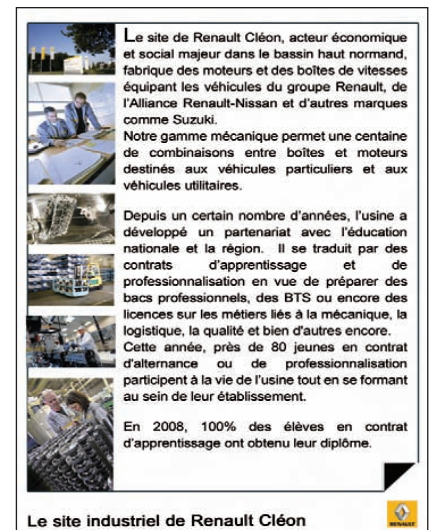 Le site de Renault Cléon, acteur économique
et social majeur dans le bassin haut normand,
fabrique des moteurs et des boîtes de vitesses
équipant les véhicules du groupe Renault, de
l'Alliance Renault-Nissan et d'autres marques
comme Suzuki.
Notre gamme mécanique permet une centaine
de combinaisons entre boîtes et moteurs
destinés aux véhicules particuliers et aux
véhicules utilitaires.
Depuis un certain nombre d'années, l'usine a
développé un partenariat avec l'éducation
nationale et la région. Il se traduit par des
contrats d'apprentissage et de
professionnalisation en vue de préparer des
bacs professionnels, des BTS ou encore des
licences sur les métiers liés à la mécanique, la
logistique, la qualité et bien d'autres encore.
Cette année, près de 80 jeunes en contrat
d'alternance ou de professionnalisation
participent à la vie de l'usine tout en se formant
au sein de leur établissement.
En 2008, 100% des élèves en contrat
d'apprentissage ont obtenu leur diplôme.
Le site industriel de Renault Cléon
RENAULT